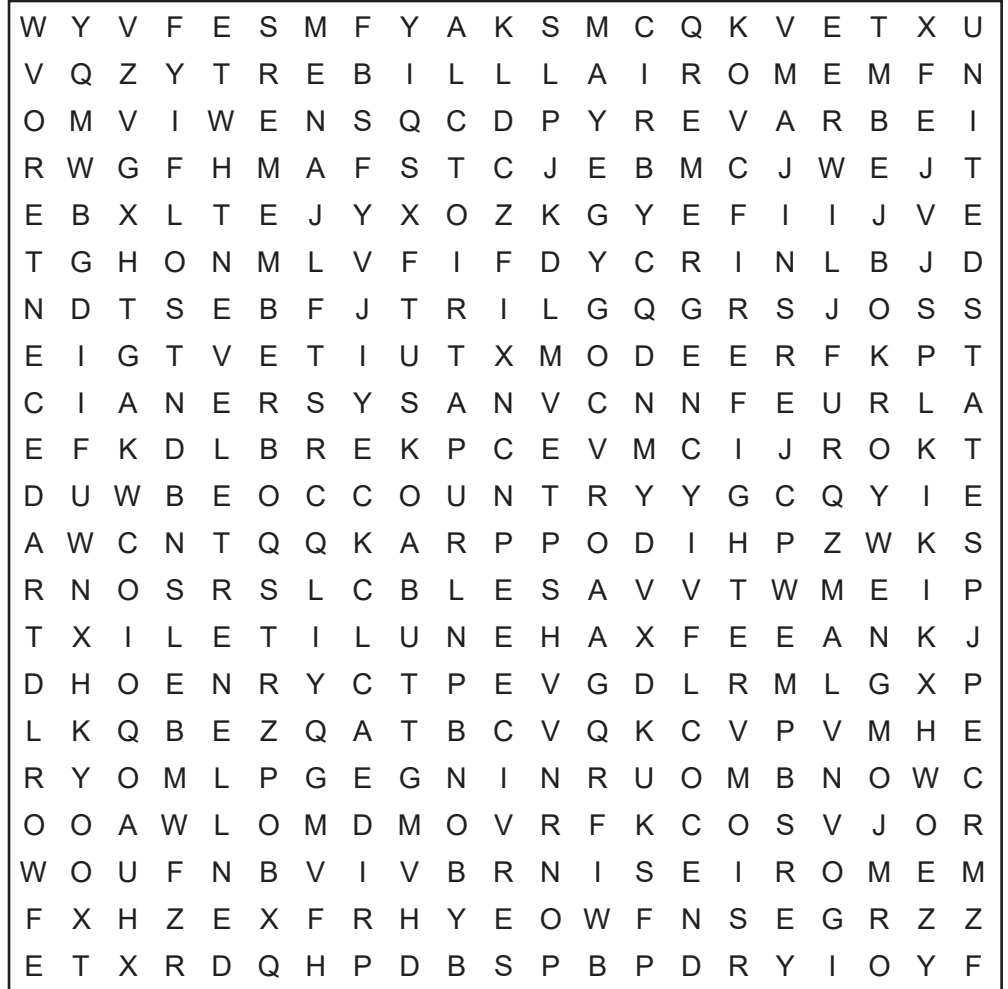 W Y V F E S M F Y A K S M C Q K V E T X U
V Q Z Y T R E B I L L L A I R O M E M F N
O M V I W E N S Q C D P Y R E V A R B E I
R W G F H M A F S T C J E B M C J W E J T
E B X L T E J Y X O Z K G Y E F I I J V E
T G H O N M L V F I F D Y C R I N L B J D
N D T S E B F J T R I L G Q G R S J O S S
E I G T V E T I U T X M O D E E R F K P T
C I A N E R S Y S A N V C N N F E U R L A
E F K D L B R E K P C E V M C I J R O K T
D U W B E O C C O U N T R Y Y G C Q Y I E
A W C N T Q Q K A R P P O D I H P Z W K S
R N O S R S L C B L E S A V V T W M E I P
T X I L E T I L U N E H A X F E E A N K J
D H O E N R Y C T P E V G D L R M L G X P
L K Q B E Z Q A T B C V Q K C V P V M H E
R Y O M L P G E G N I N R U O M B N O W C
O O A W L O M D M O V R F K C O S V J O R
W O U F N B V I V B R N I S E I R O M E M
F X H Z E X F R H Y E O W F N S E G R Z Z
E T X R D Q H P D B S P B P D R Y I O Y F